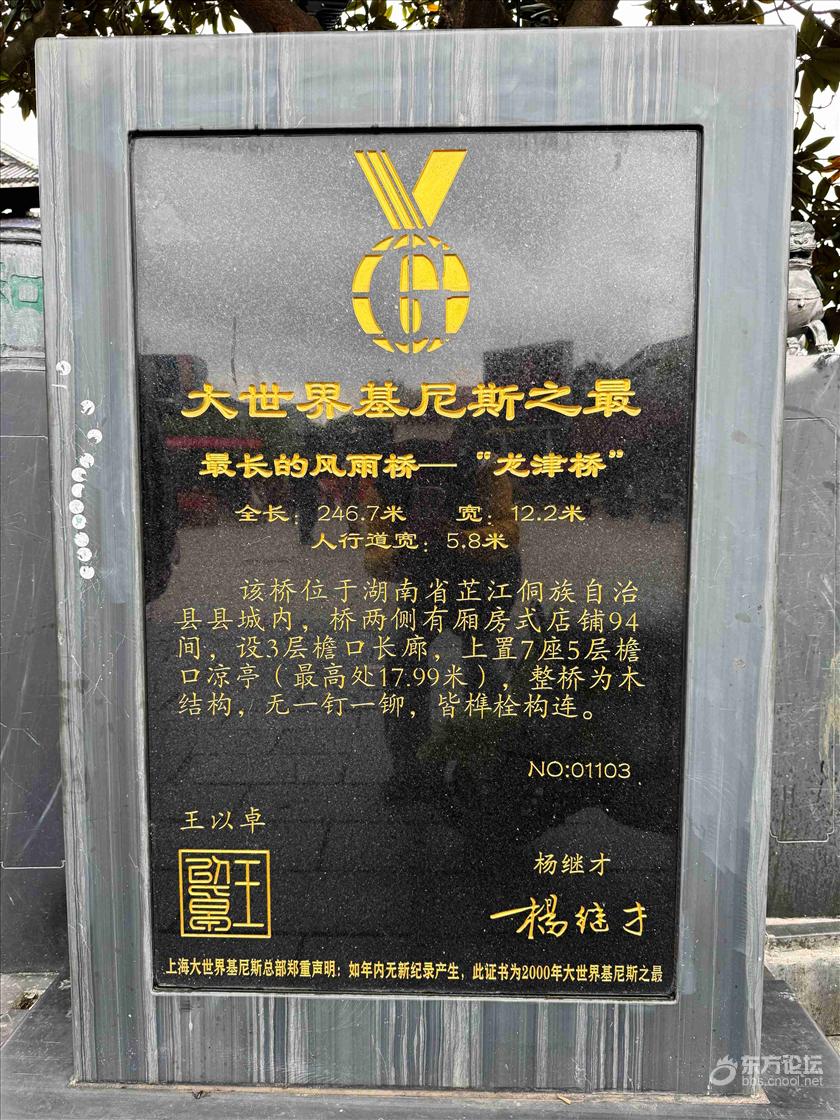 大世界基尼斯之最
最长的风雨桥—“龙津桥”
全长：246.7米 宽：12.2米
人行道宽：5.8米
该桥位于湖南省芷江侗族自治
县县城内，桥两侧有厢房式店铺94
间，设3层檐口长廊，上置7座5层檐
口凉亭（最高处17.99米），整桥为木
结构，无一钉一铆，皆榫栓构连。
NO:01103
王以卓
杨继才
楊继才
上海大世界基尼斯总部郑重声明：如年内无新纪录产生，此证书为2000年大世界基尼斯之最
东方论坛
bbs.cnool.net